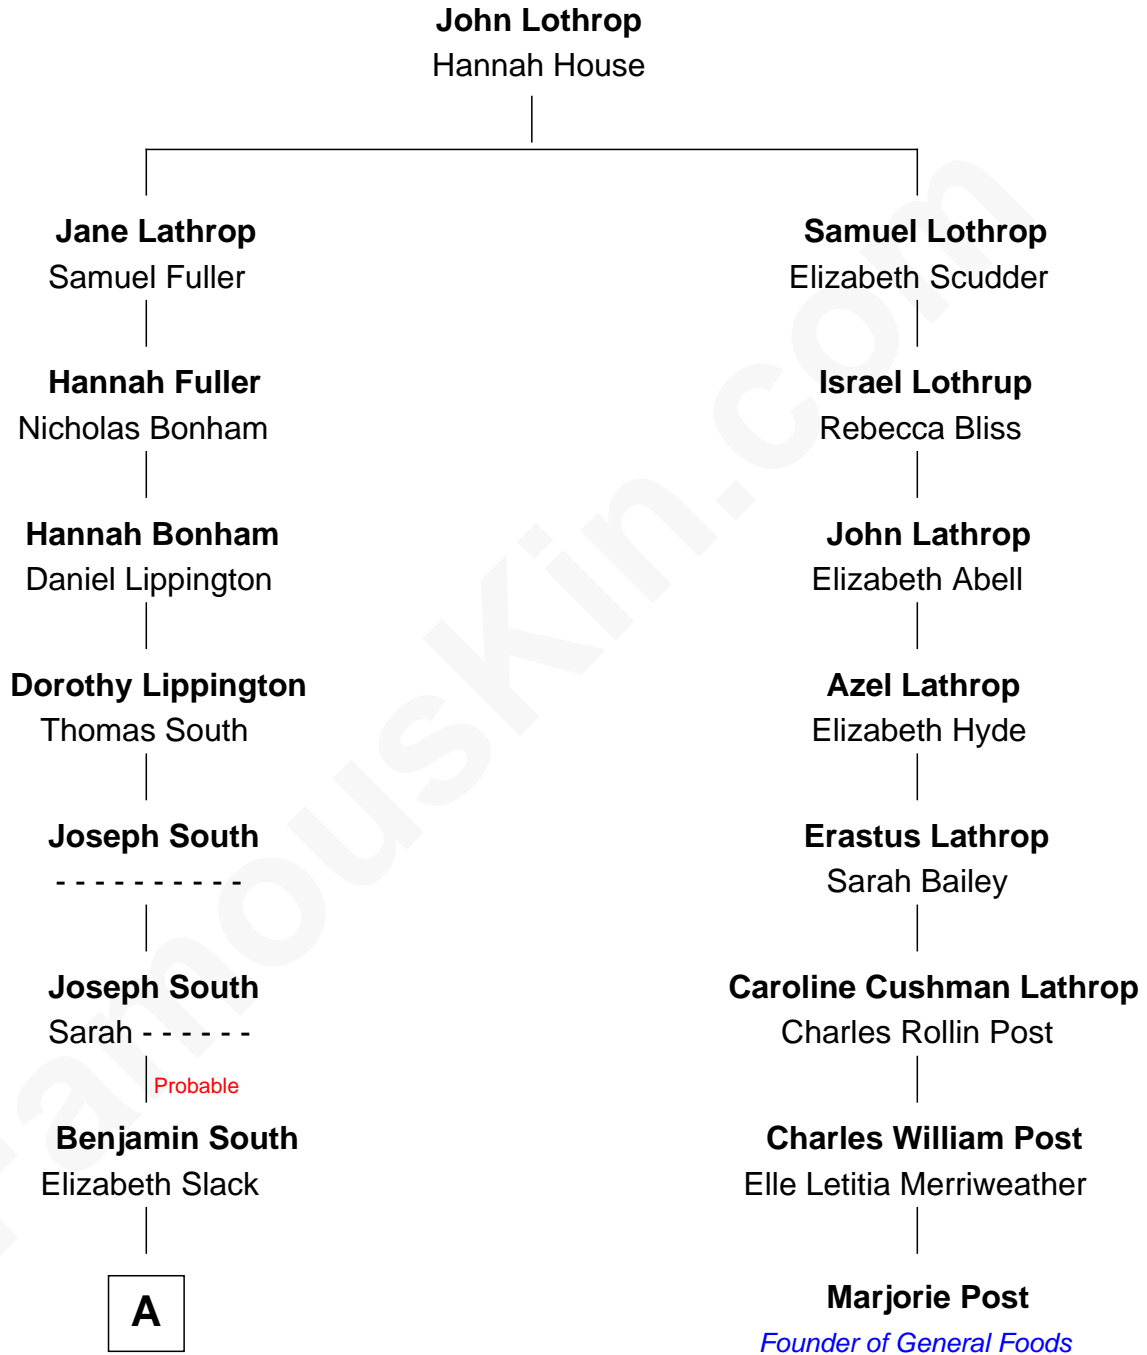 John Lothrop
Hannah House
Jane Lathrop
Samuel Fuller
Samuel Lothrop
Elizabeth Scudder
Hannah Fuller
Nicholas Bonham
Israel Lothrup
Rebecca Bliss
Hannah Bonham
Daniel Lippington
John Lathrop
Elizabeth Abell
Dorothy Lippington
Thomas South
Azel Lathrop
Elizabeth Hyde
Joseph South
- - - - - - - - - -
Erastus Lathrop
Sarah Bailey
Joseph South
Sarah - - - - - -
Probable
Caroline Cushman Lathrop
Charles Rollin Post
Benjamin South
Elizabeth Slack
Charles William Post
Elle Letitia Merriweather
A
Marjorie Post
Founder of General Foods
FamousKin.com